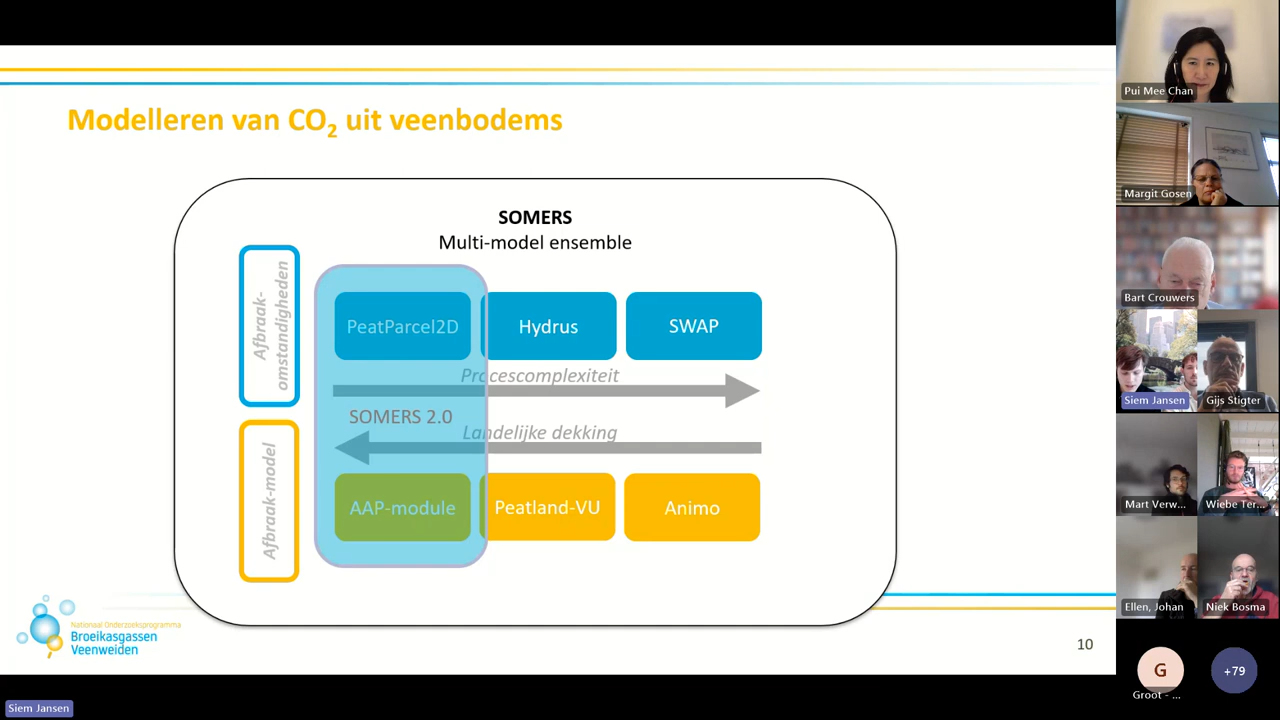 Modelleren van CO2 uit veenbodems
SOMERS
Multi-model ensemble
Afbraak-
omstandigheden
PeatParcel2D
Hydrus
SWAP
Procescomplexiteit
SOMERS 2.0
Landelijke dekking
Afbraak-model
AAP-module
Peatland-VU
Animo
Nationaal Onderzoeksprogramma
Broeikasgassen
Veenweiden
10
Siem Jansen
Pui Mee Chan
Margit Gosen
Bart Crouwers
Siem Jansen
Gijs Stigter
Mart Verw...
Wiebe Ter...
Ellen, Johan
Niek Bosma
G
Groot - ...
+79